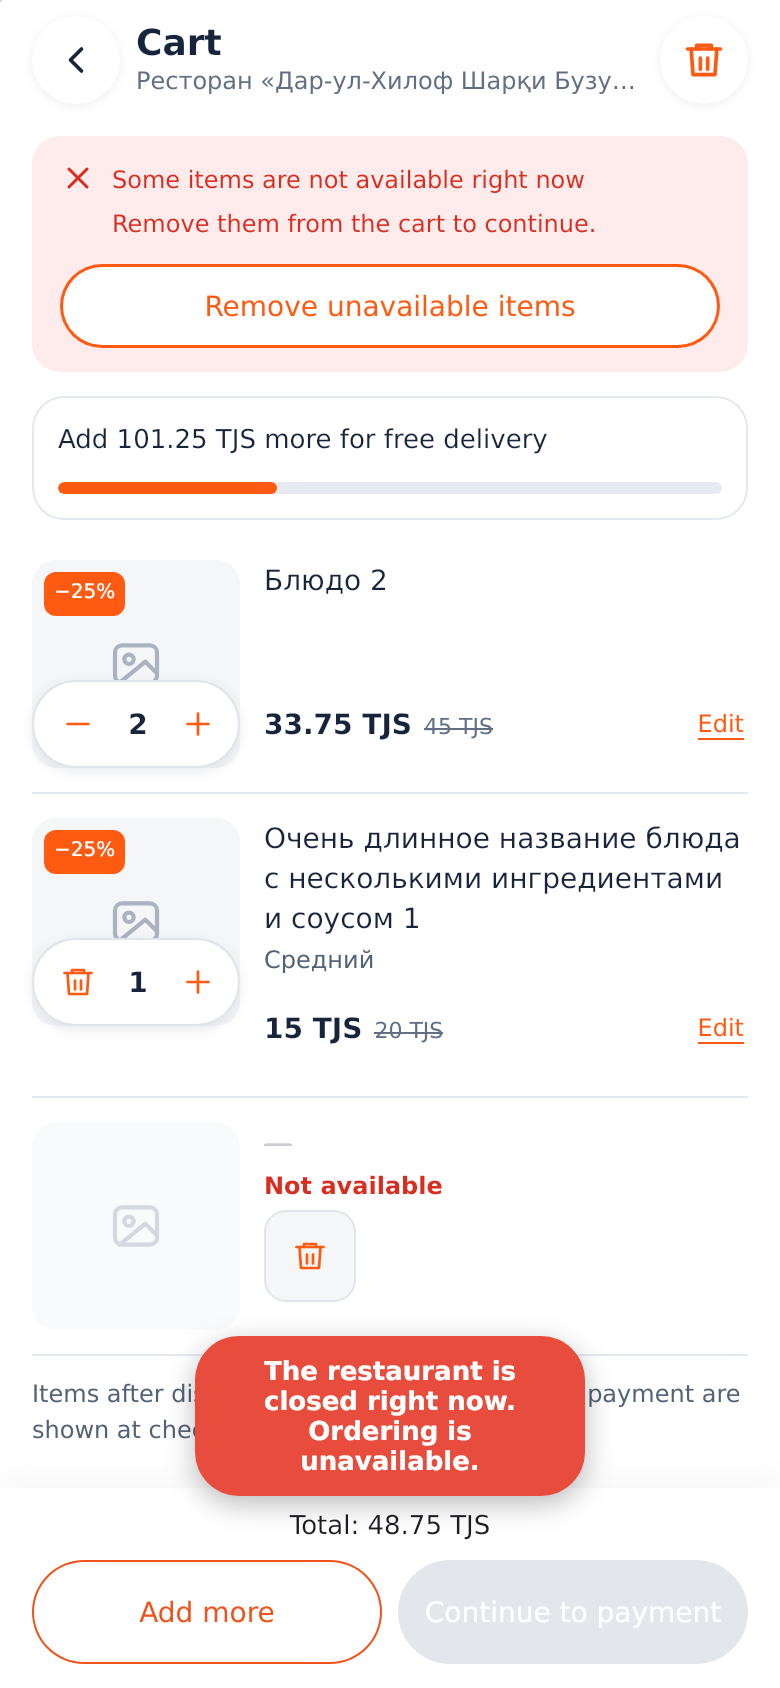 Cart
Ресторан «Дар-ул-Хилоф Шарқи Бузу...
Some items are not available right now
Remove them from the cart to continue.
Remove unavailable items
Add 101.25 TJS more for free delivery
−25%
Блюдо 2
2
33.75 TJS 45 TJS
Edit
−25%
Очень длинное название блюда
с несколькими ингредиентами
и соусом 1
Средний
1
15 TJS 20 TJS
Edit
—
Not available
The restaurant is
closed right now.
Ordering is
unavailable.
Items after payment are
shown at
Total: 48.75 TJS
Add more
Continue to payment